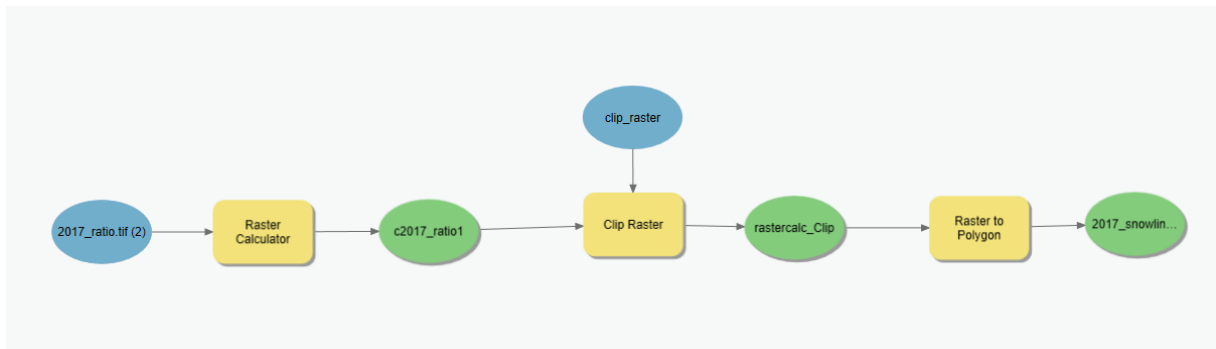 clip_raster
2017_ratio.tif (2)
Raster
Calculator
c2017_ratio1
Clip Raster
rastercalc_Clip
Raster to
Polygon
2017_snowlin...